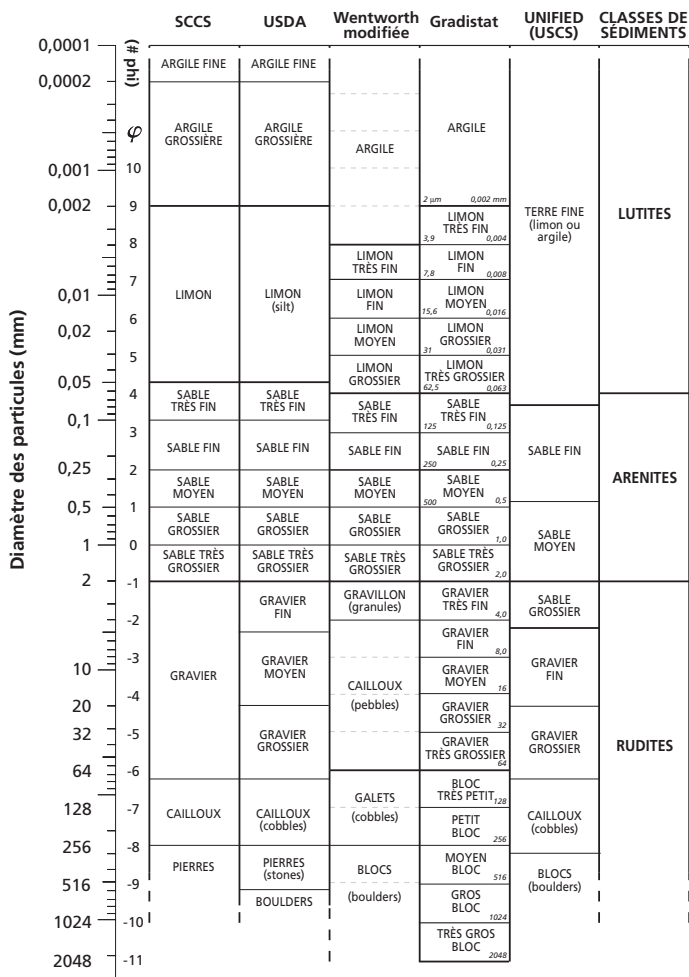 SCCS
USDA
Wentworth
modifiée
Gradistat
UNIFIED
(USCS)
CLASSES DE
SÉDIMENTS
Diamètre des particules (mm)
0,0001
0,0002
0,001
0,002
0,01
0,02
0,05
0,1
0,25
0,5
1
2
10
20
32
64
128
256
516
1024
2048
(# phi)
φ
10
9
8
7
6
5
4
3
2
1
0
-1
-2
-3
-4
-5
-6
-7
-8
-9
-10
-11
ARGILE FINE
ARGILE
GROSSIÈRE
LIMON
SABLE
TRÈS FIN
SABLE FIN
SABLE
MOYEN
SABLE
GROSSIER
SABLE TRÈS
GROSSIER
GRAVIER
CAILLOUX
PIERRES
ARGILE FINE
ARGILE
GROSSIÈRE
LIMON
(silt)
SABLE
TRÈS FIN
SABLE FIN
SABLE
MOYEN
SABLE
GROSSIER
SABLE TRÈS
GROSSIER
GRAVIER
FIN
GRAVIER
MOYEN
GRAVIER
GROSSIER
CAILLOUX
(cobbles)
PIERRES
(stones)
BOULDERS
ARGILE
LIMON
TRÈS FIN
LIMON
FIN
LIMON
MOYEN
LIMON
GROSSIER
SABLE
TRÈS FIN
SABLE FIN
SABLE
MOYEN
SABLE
GROSSIER
SABLE TRÈS
GROSSIER
GRAVILLON
(granules)
CAILLOUX
(pebbles)
GALETS
(cobbles)
BLOCS
(boulders)
ARGILE
2 µm 0,002 mm
LIMON
TRÈS FIN
3,9 0,004
LIMON
FIN
7,8 0,008
LIMON
MOYEN
15,6 0,016
LIMON
GROSSIER
31 0,031
LIMON
TRÈS GROSSIER
62,5 0,063
SABLE
TRÈS FIN
125 0,125
SABLE FIN
250 0,25
SABLE
MOYEN
500 0,5
SABLE
GROSSIER
1,0
SABLE TRÈS
GROSSIER
2,0
GRAVIER
TRÈS FIN
4,0
GRAVIER
FIN
8,0
GRAVIER
MOYEN
16
GRAVIER
GROSSIER
32
GRAVIER
TRÈS GROSSIER
64
BLOC
TRÈS PETIT
128
PETIT
BLOC
256
MOYEN
BLOC
516
GROS
BLOC
1024
TRÈS GROS
BLOC
2048
TERRE FINE
(limon ou
argile)
SABLE FIN
SABLE
MOYEN
SABLE
GROSSIER
GRAVIER
FIN
GRAVIER
GROSSIER
CAILLOUX
(cobbles)
BLOCS
(boulders)
LUTITES
ARENITES
RUDITES